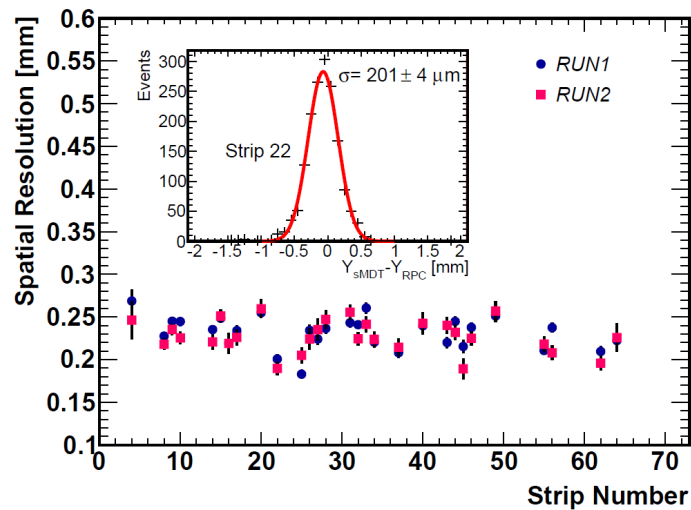 Spatial Resolution [mm]
0.6
0.55
0.5
0.45
0.4
0.35
0.3
0.25
0.2
0.15
0.1
0 10 20 30 40 50 60 70
Strip Number
RUN1
RUN2
Events
300
250
200
150
100
50
0
-2 -1.5 -1 -0.5 0 0.5 1 1.5 2
Y_sMDT-Y_RPC [mm]
σ= 201± 4 μm
Strip 22